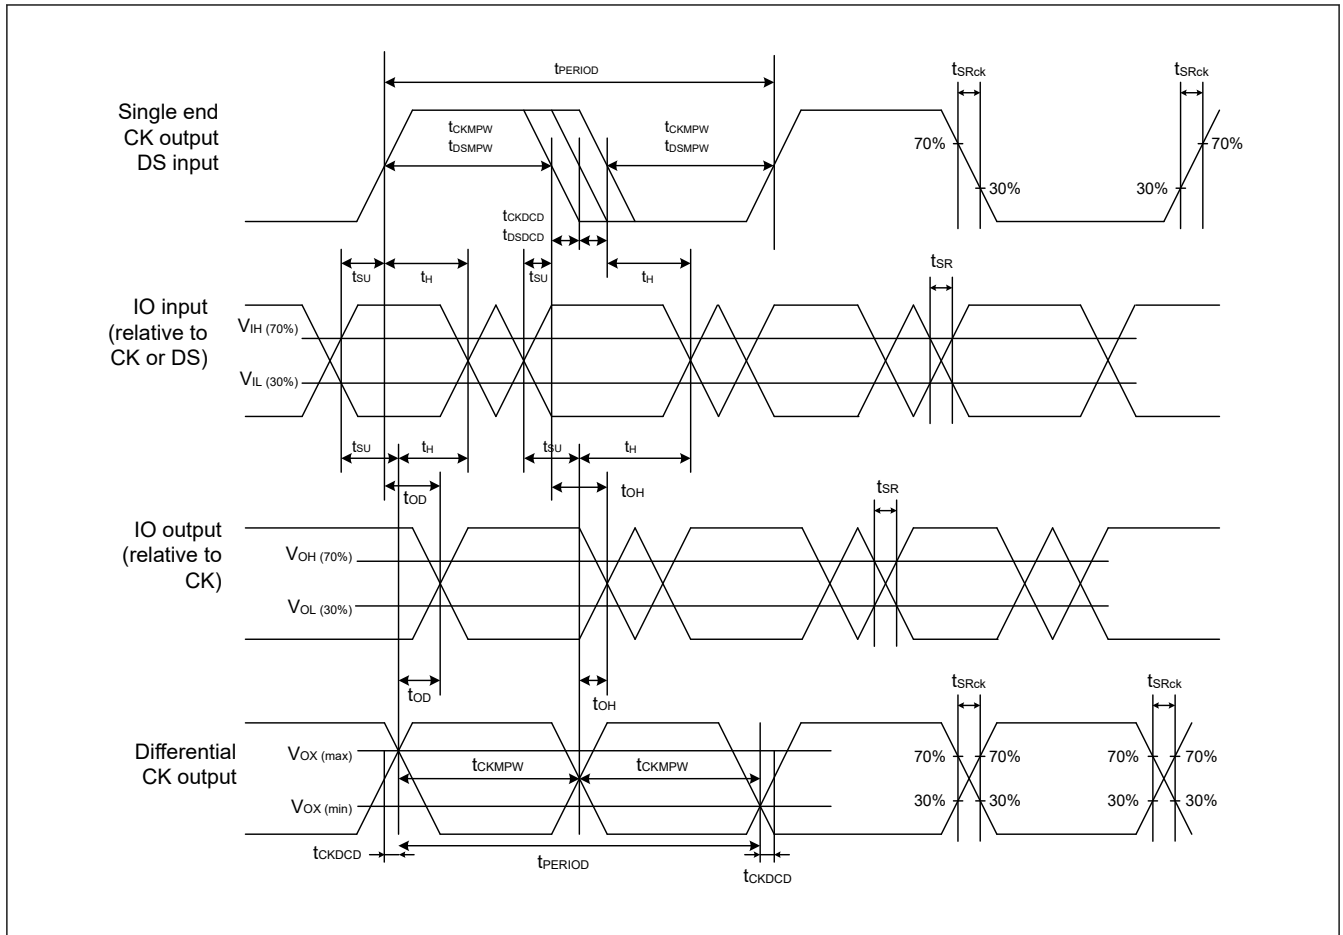 tPERIOD
tSRck
tSRck
Single end
CK output
DS input
tCKMPW
tDSMPW
tCKMPW
tDSMPW
70%
30%
30%
70%
tCKDCD
tDSDCD
tSU
tH
tSU
tH
tSR
IO input
(relative to
CK or DS)
VIH (70%)
VIL (30%)
tSU
tH
tSU
tH
tOD
tOH
tSR
IO output
(relative to
CK)
VOH (70%)
VOL (30%)
tOD
tOH
tSRck
tSRck
Differential
CK output
VOX (max)
VOX (min)
tCKMPW
tCKMPW
70%
70%
70%
70%
30%
30%
30%
30%
tCKDCD
tPERIOD
tCKDCD